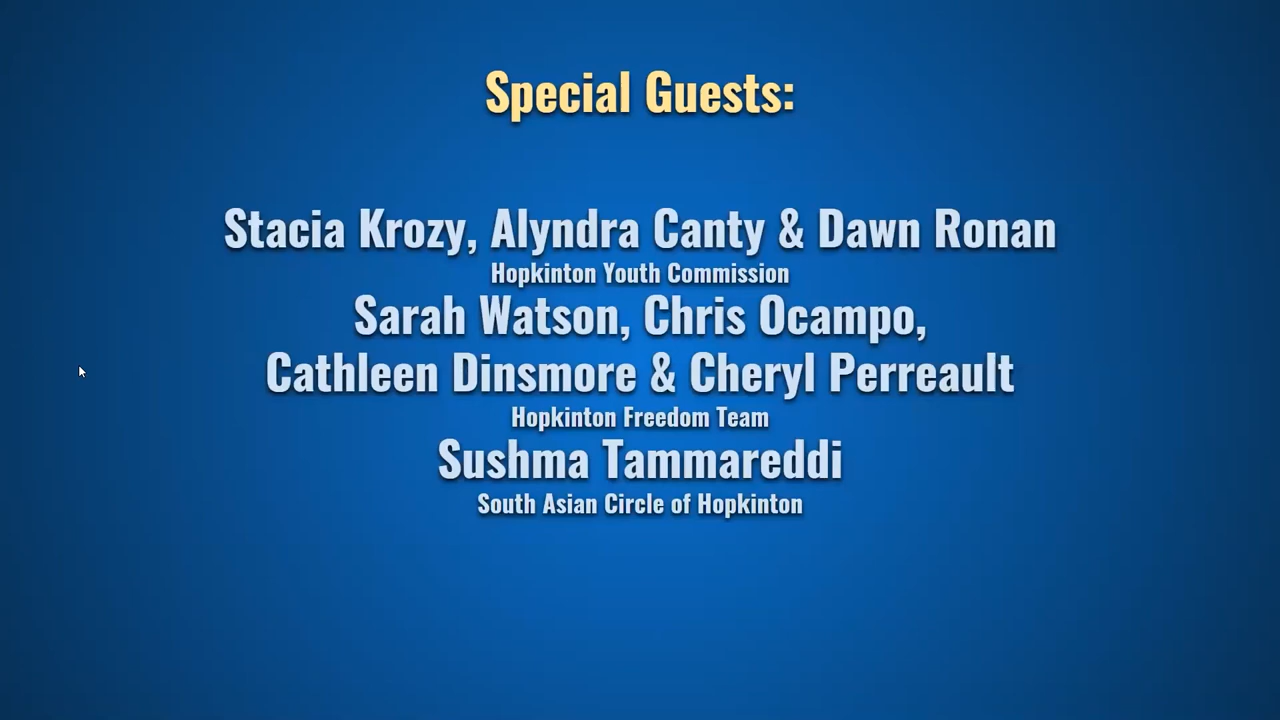 Special Guests:
Stacia Krozy, Alyndra Canty & Dawn Ronan
Hopkinton Youth Commission
Sarah Watson, Chris Ocampo,
Cathleen Dinsmore & Cheryl Perreault
Hopkinton Freedom Team
Sushma Tammareddi
South Asian Circle of Hopkinton